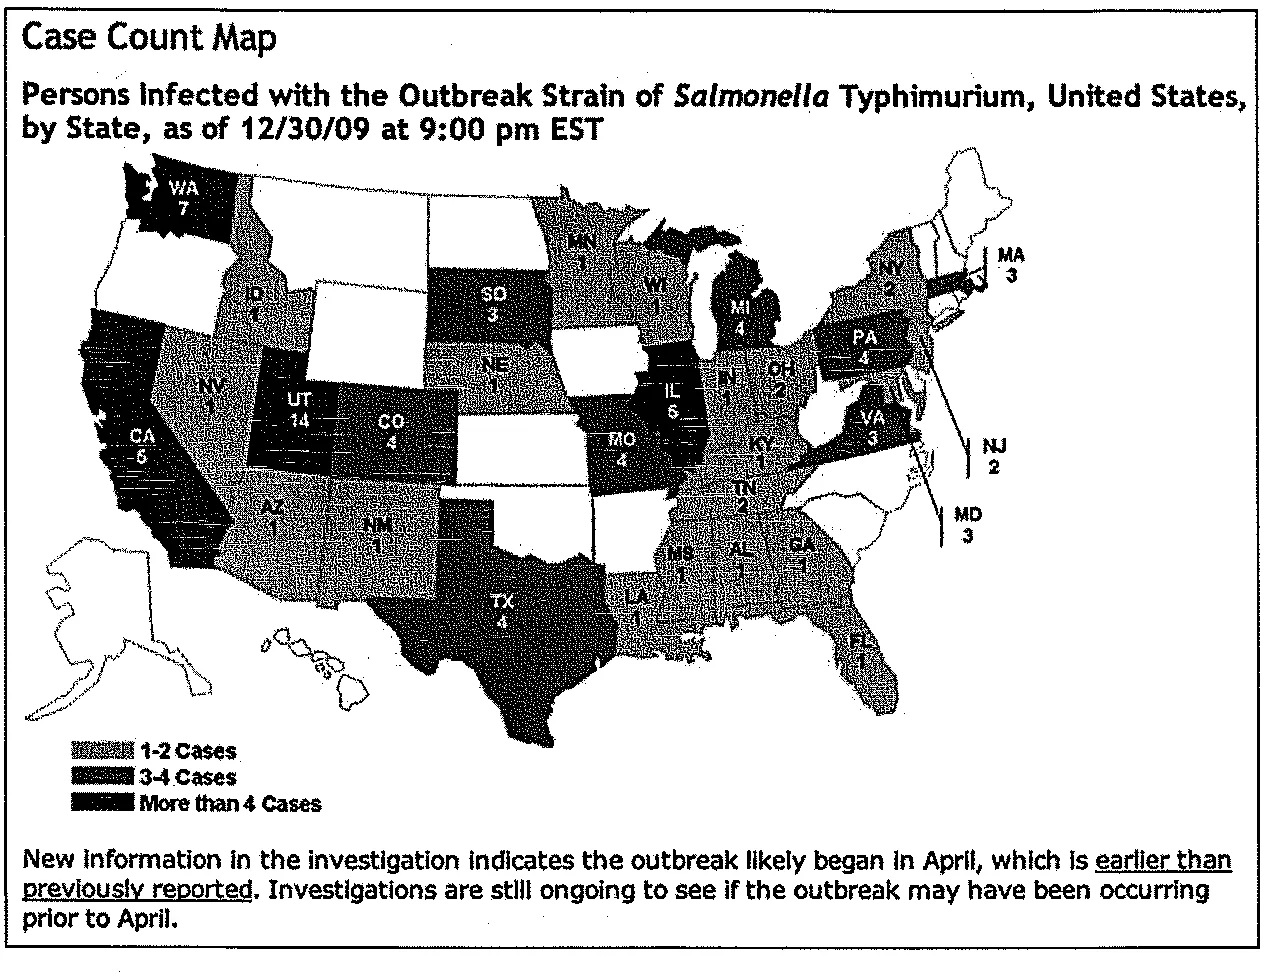 Case Count Map
Persons Infected with the Outbreak Strain of Salmonella Typhimurium, United States,
by State, as of 12/30/09 at 9:00 pm EST
WA
7
MN
1
NY
2
MA
3
ID
1
SD
3
WI
1
MI
4
PA
4
NV
1
UT
14
CO
4
NE
1
IL
6
IN
1
OH
2
CA
MO
4
KY
1
VA
3
NJ
2
AZ
1
NM
1
TN
2
MD
3
MS
1
AL
1
GA
1
TX
4
LA
1
FL
1
1-2 Cases
3-4 Cases
More than 4 Cases
New information in the investigation indicates the outbreak likely began in April, which is earlier than
previously reported. Investigations are still ongoing to see if the outbreak may have been occurring
prior to April.